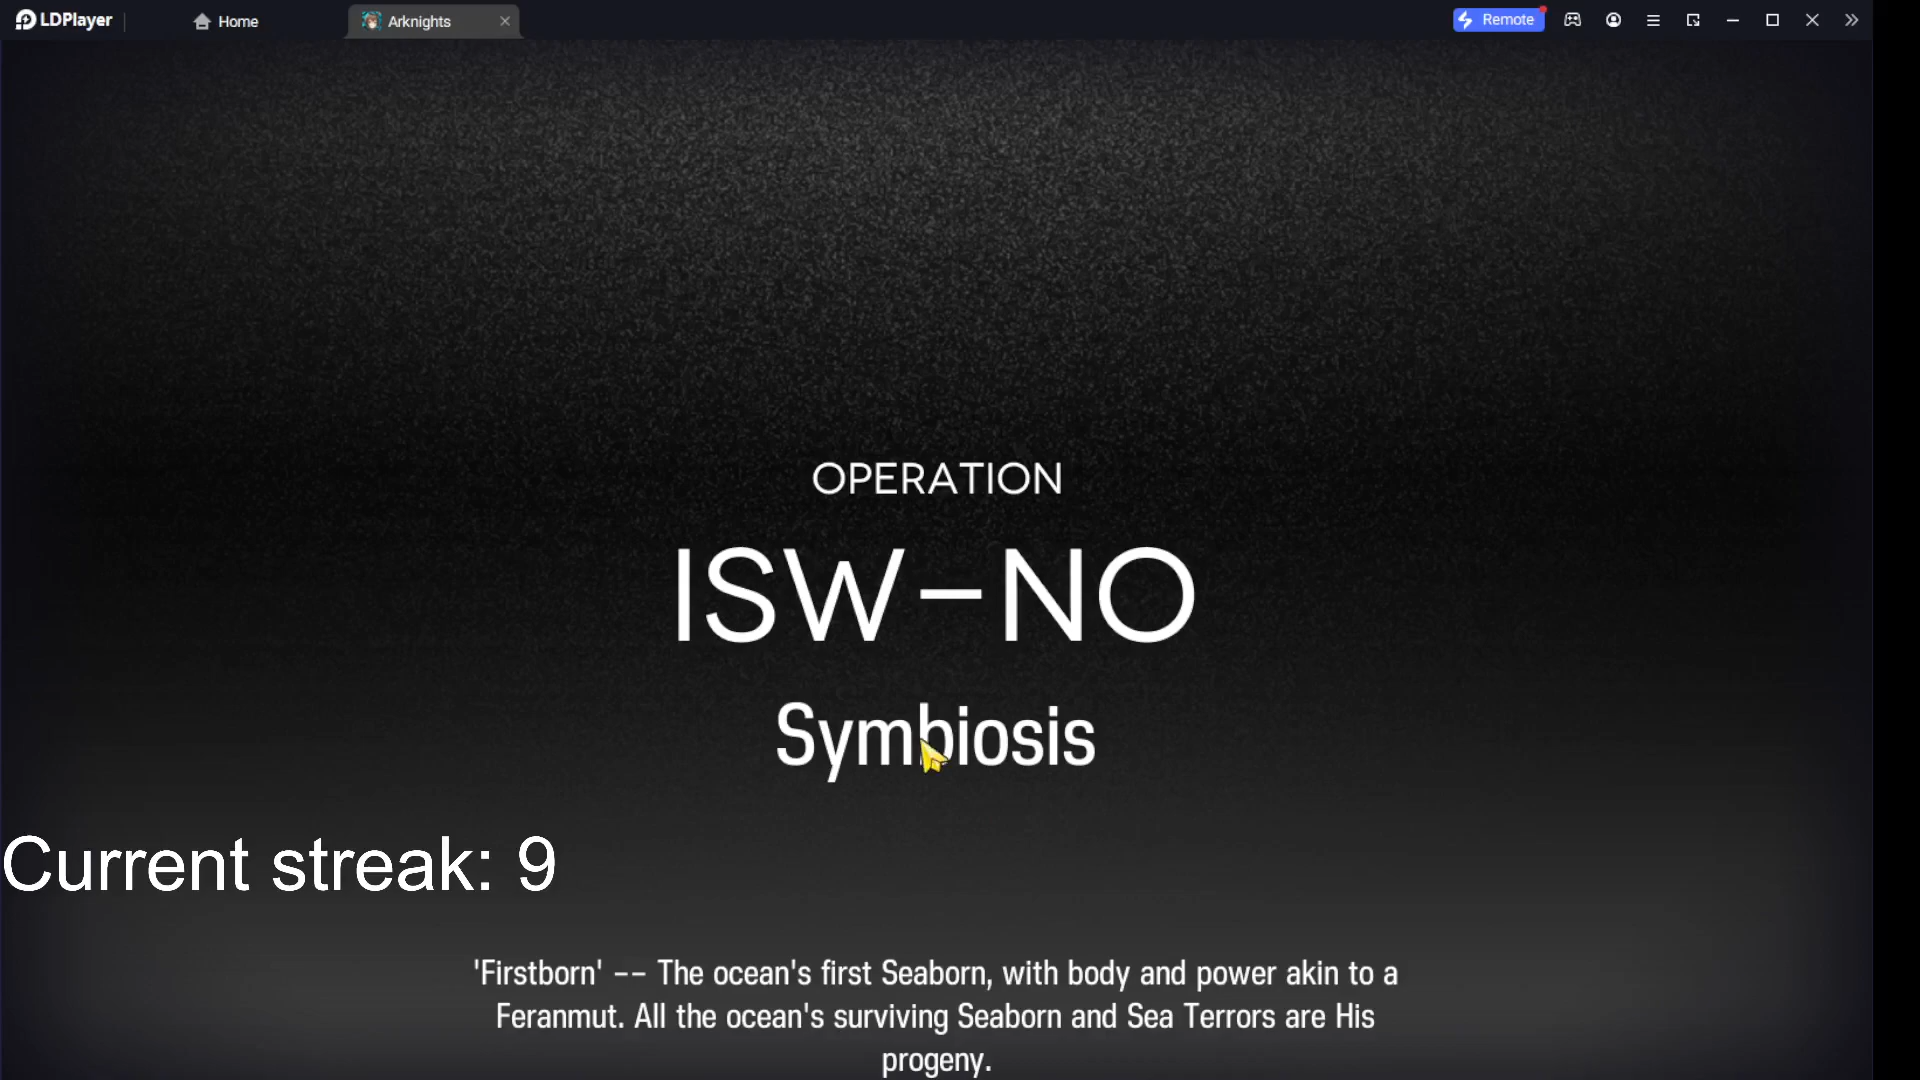 LDPlayer
Home
Arknights
Remote
OPERATION
ISW-NO
Symbiosis
Current streak: 9
'Firstborn' -- The ocean's first Seaborn, with body and power akin to a
Feranmut. All the ocean's surviving Seaborn and Sea Terrors are His
progeny.